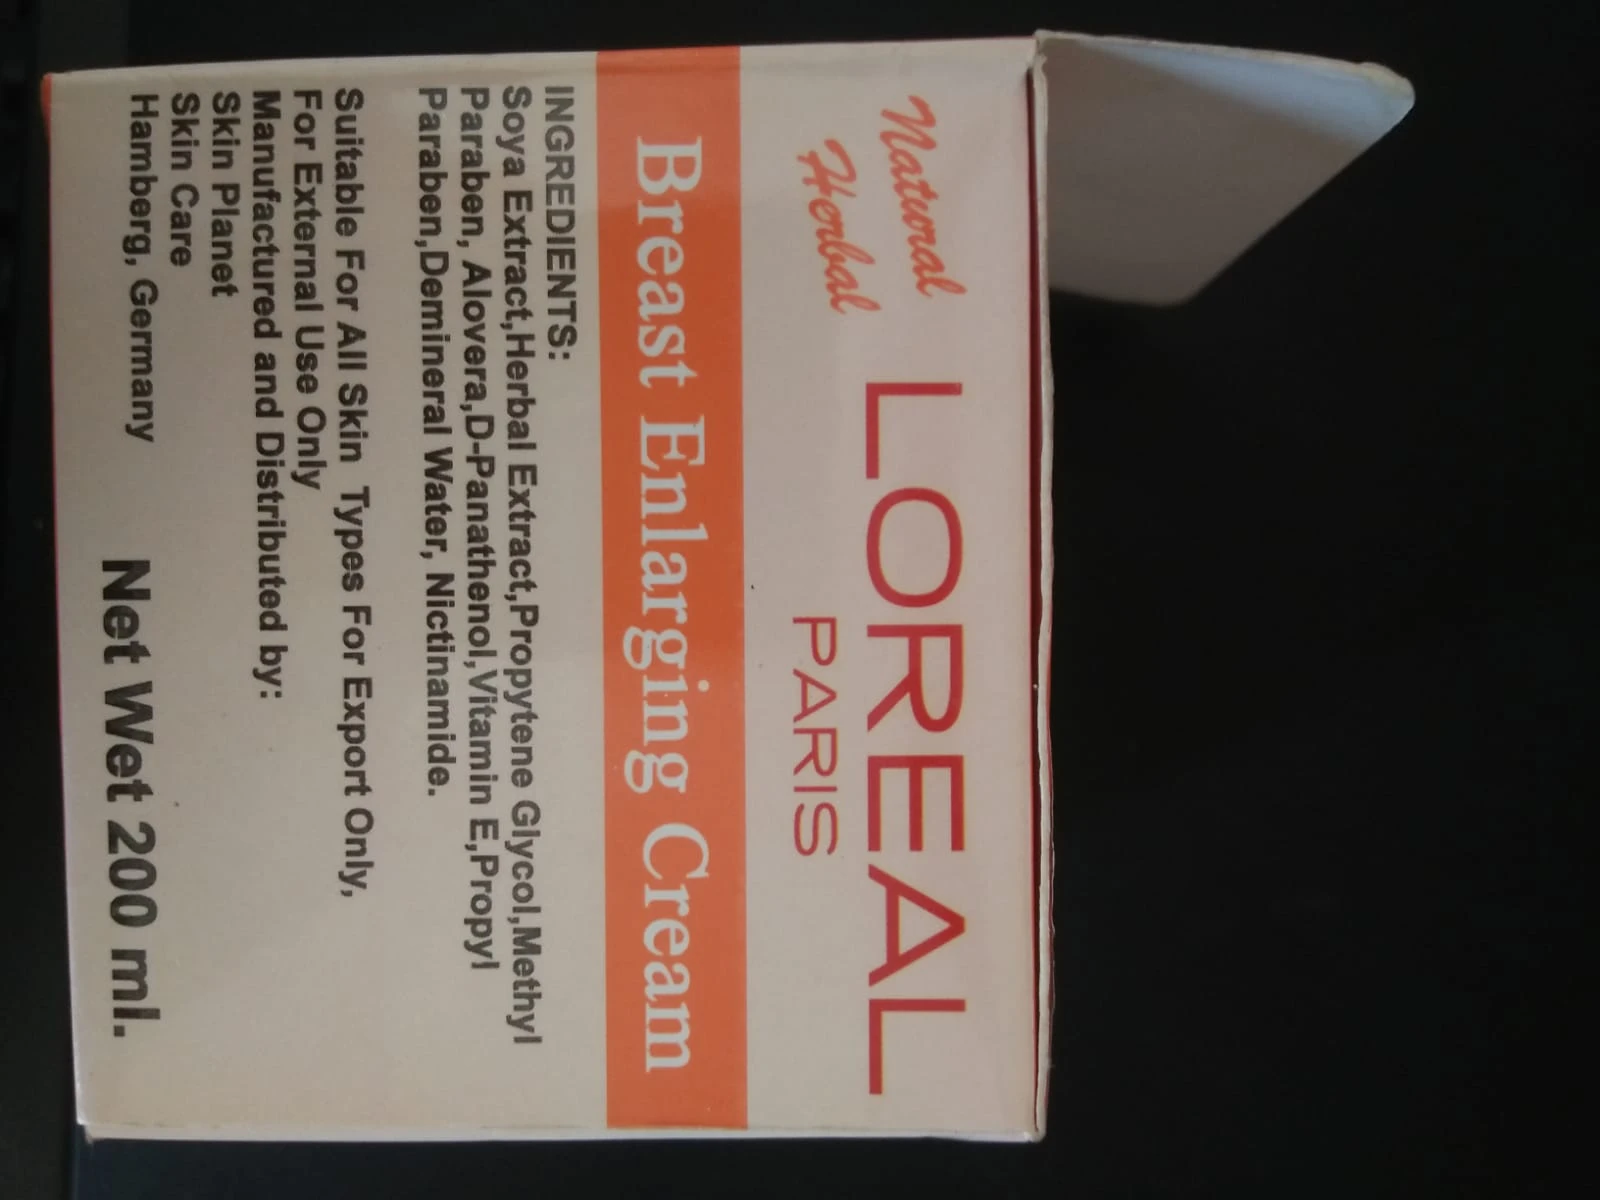 Natural
Herbal
LOREAL
PARIS
Breast Enlarging Cream
INGREDIENTS:
Soya Extract,Herbal Extract,Propytene Glycol,Methyl
Paraben, Alovera,D-Panathenol,Vitamin E,Propyl
Paraben,Demineral Water, Nictinamide.
Suitable For All Skin Types For Export Only,
For External Use Only
Manufactured and Distributed by:
Skin Planet
Skin Care
Hamberg, Germany
Net Wet 200 ml.